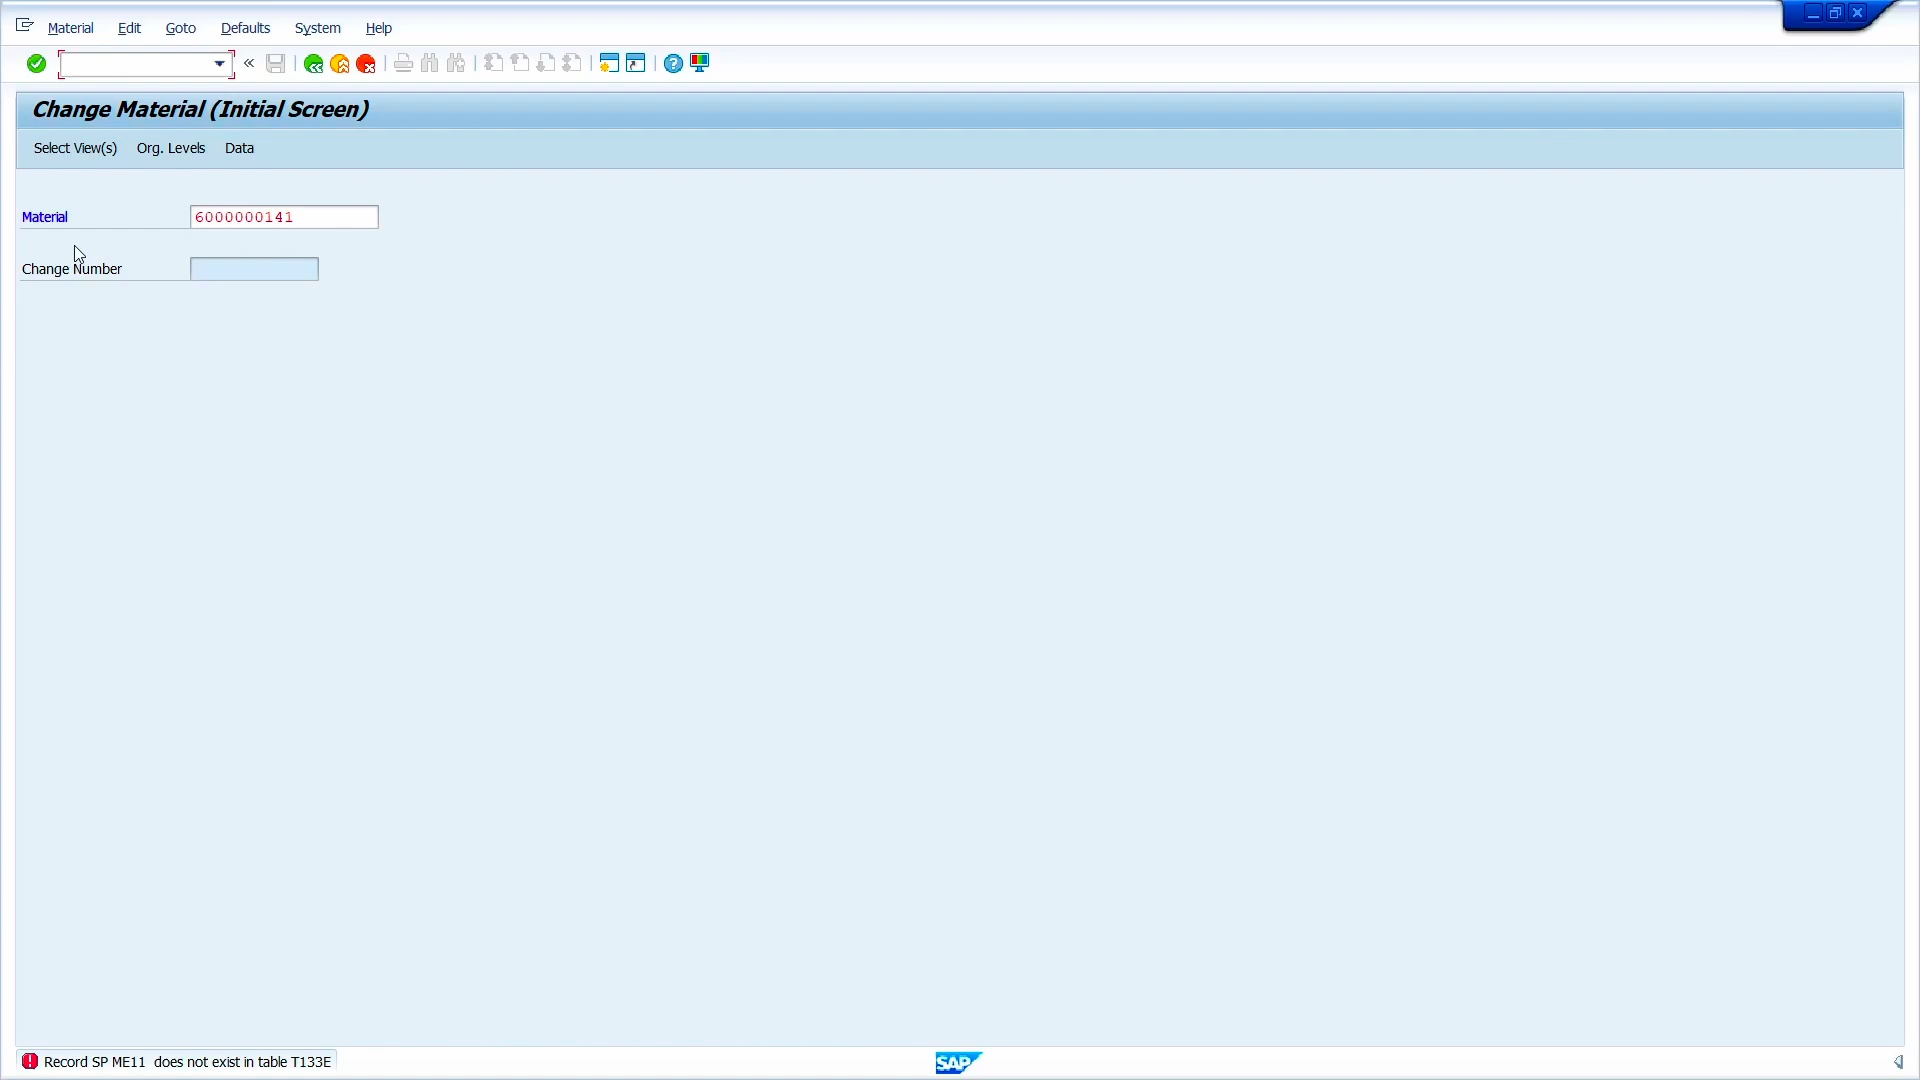 Material Edit Goto Defaults System Help
Change Material (Initial Screen)
Select View(s) Org. Levels Data
Material 6000000141
Change Number
Record SP ME11  does not exist in table T133E
SAP